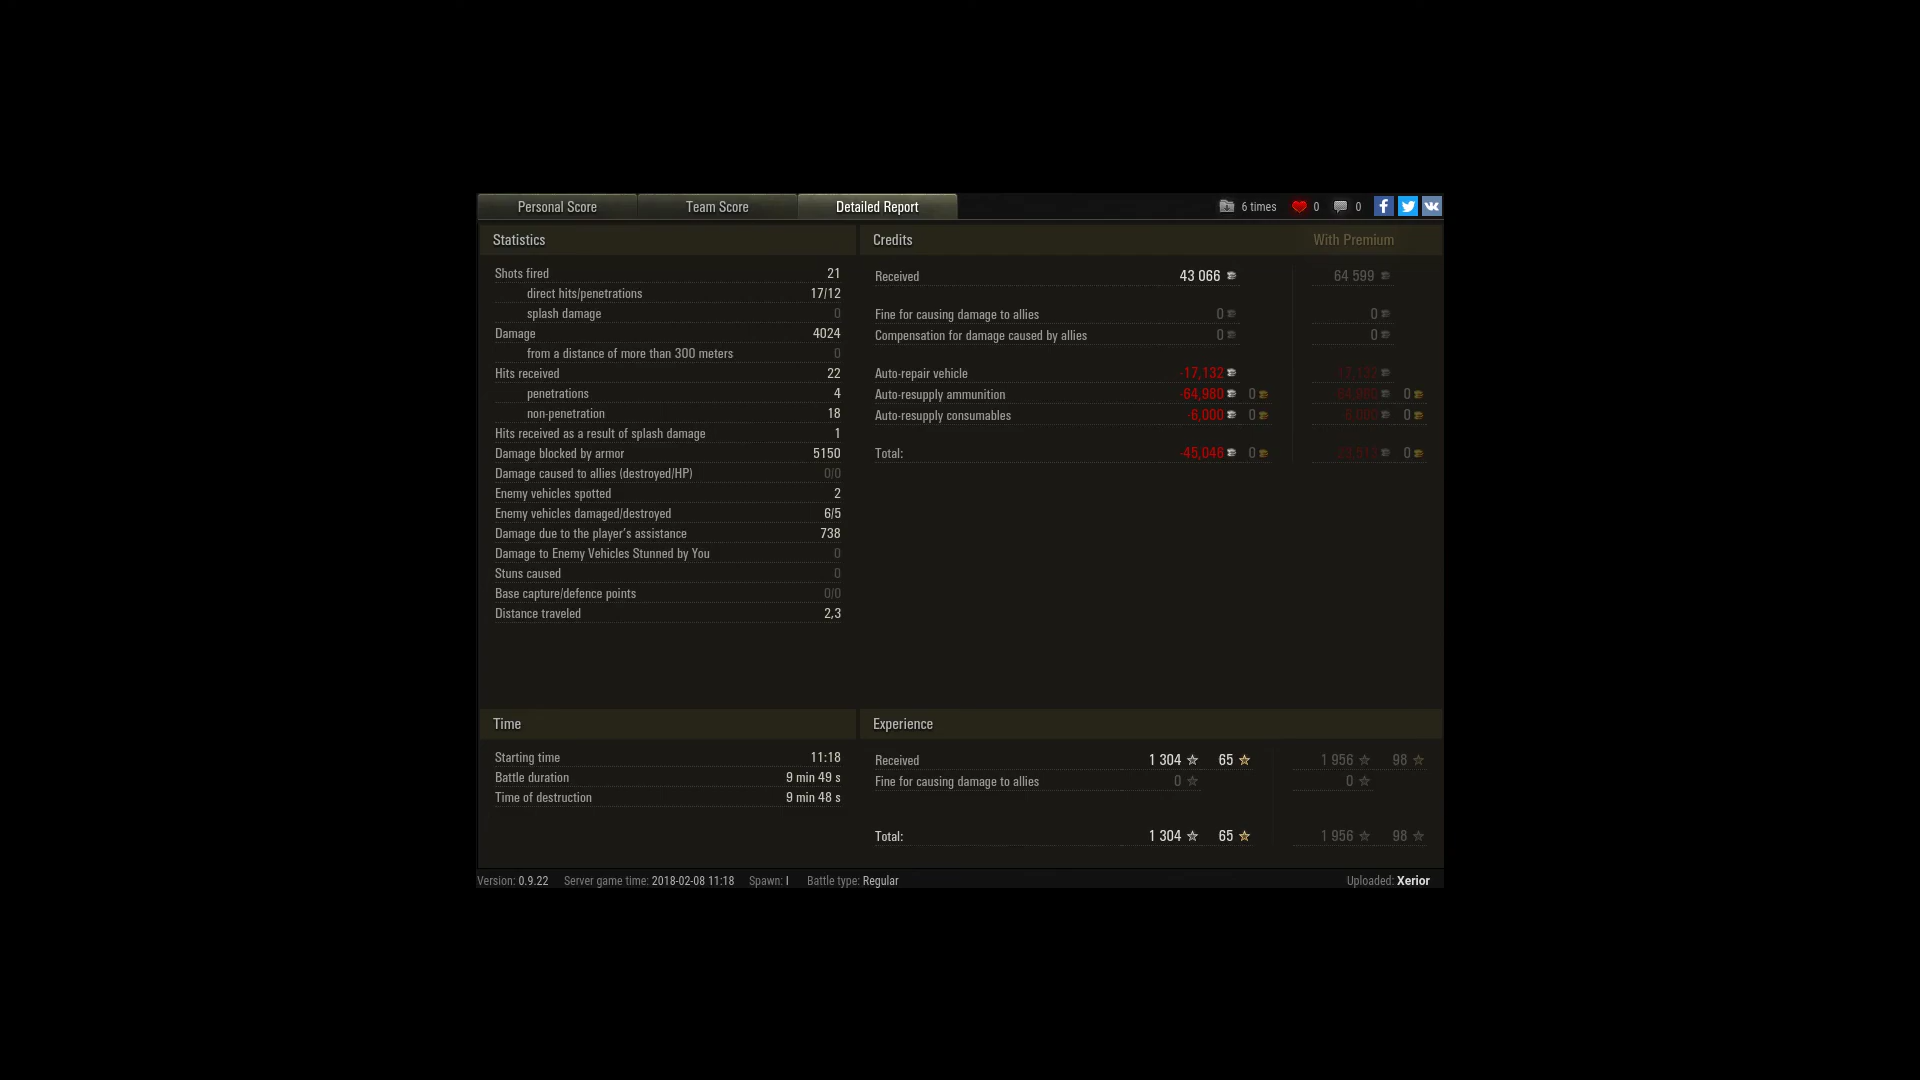 Personal Score Team Score Detailed Report 6 times 0 0
Statistics
Shots fired 21
direct hits/penetrations 17/12
splash damage 0
Damage 4024
from a distance of more than 300 meters 0
Hits received 22
penetrations 4
non-penetration 18
Hits received as a result of splash damage 1
Damage blocked by armor 5150
Damage caused to allies (destroyed/HP) 0/0
Enemy vehicles spotted 2
Enemy vehicles damaged/destroyed 6/5
Damage due to the player's assistance 738
Damage to Enemy Vehicles Stunned by You 0
Stuns caused 0
Base capture/defence points 0/0
Distance traveled 2,3
Credits With Premium
Received 43 066 64 599
Fine for causing damage to allies 0 0
Compensation for damage caused by allies 0 0
Auto-repair vehicle -17,132 -17,132
Auto-resupply ammunition -64,980 0 -64,980 0
Auto-resupply consumables -6,000 0 -6,000 0
Total: -45,046 0 0
Time
Starting time 11:18
Battle duration 9 min 49 s
Time of destruction 9 min 48 s
Experience
Received 1 304 65 1 956 98
Fine for causing damage to allies 0 0
Total: 1 304 65 1 956 98
Version: 0.9.22 Server game time: 2018-02-08 11:18 Spawn: I Battle type: Regular Uploaded: Xerior